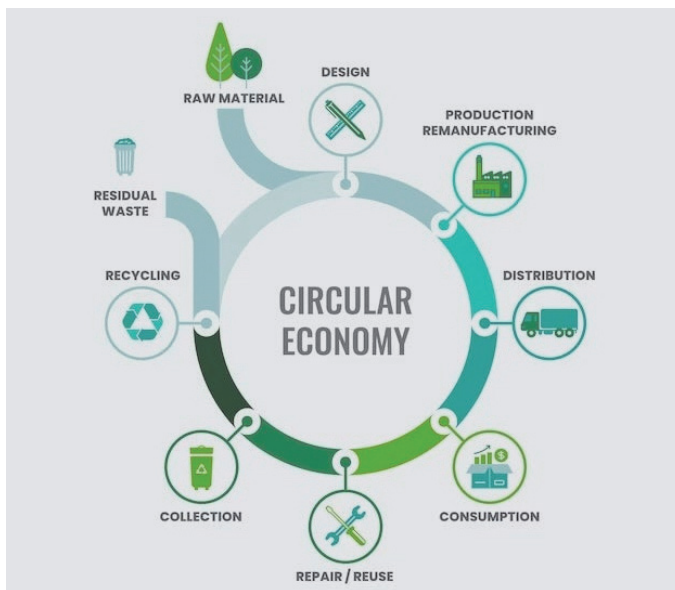 RAW MATERIAL
DESIGN
PRODUCTION
REMANUFACTURING
DISTRIBUTION
CONSUMPTION
REPAIR / REUSE
COLLECTION
RECYCLING
RESIDUAL
WASTE
CIRCULAR
ECONOMY
$